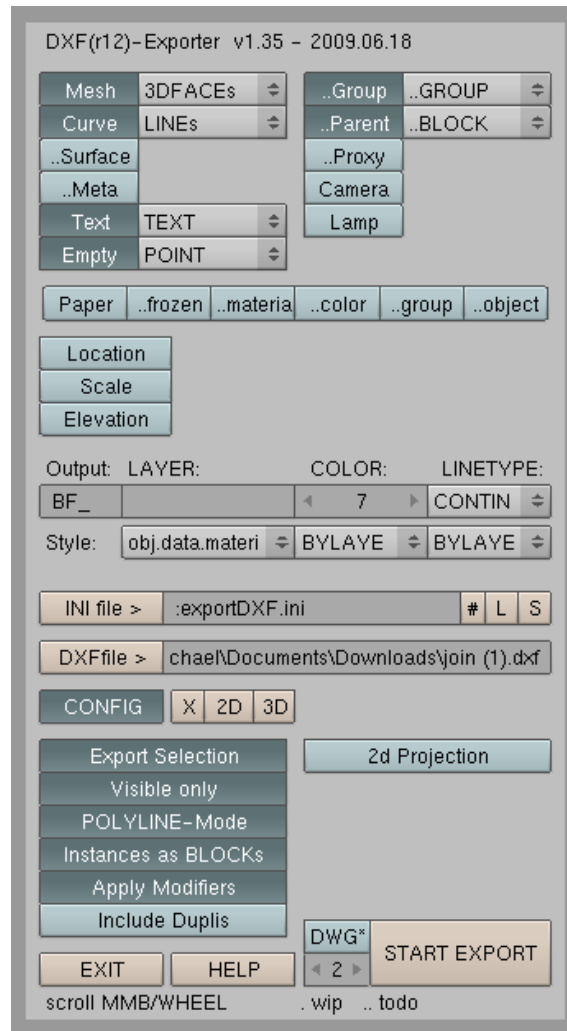 DXF(r12)-Exporter v1.35 - 2009.06.18
Mesh 3DFACEs ..Group ..GROUP
Curve LINEs ..Parent ..BLOCK
..Surface ..Proxy
..Meta Camera
Text TEXT Lamp
Empty POINT
Paper ..frozen ..materia ..color ..group ..object
Location
Scale
Elevation
Output: LAYER: COLOR: LINETYPE:
BF_ 7 CONTIN
Style: obj.data.materi BYLAYE BYLAYE
INI file > :exportDXF.ini # L S
DXFfile > chael\Documents\Downloads\join (1).dxf
CONFIG X 2D 3D
Export Selection 2d Projection
Visible only
POLYLINE-Mode
Instances as BLOCKs
Apply Modifiers
Include Duplis
DWG* START EXPORT
EXIT HELP 2
scroll MMB/WHEEL . wip .. todo